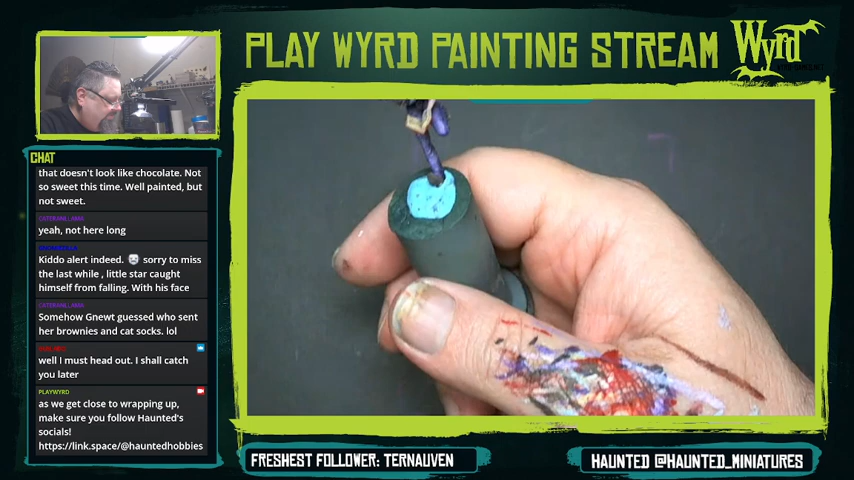 PLAY WYRD PAINTING STREAM
Wyrd
CHAT
that doesn't look like chocolate. Not
so sweet this time. Well painted, but
not sweet.
CATERANLLAMA
yeah, not here long
Kiddo alert indeed. sorry to miss
the last while , little star caught
himself from falling. With his face
CATERANLLAMA
Somehow Gnewt guessed who sent
her brownies and cat socks. lol
well I must head out. I shall catch
you later
PLAYWYRD
as we get close to wrapping up,
make sure you follow Haunted's
socials!
https://link.space/@hauntedhobbies
FRESHEST FOLLOWER: TERNAUVEN
HAUNTED @HAUNTED_MINIATURES